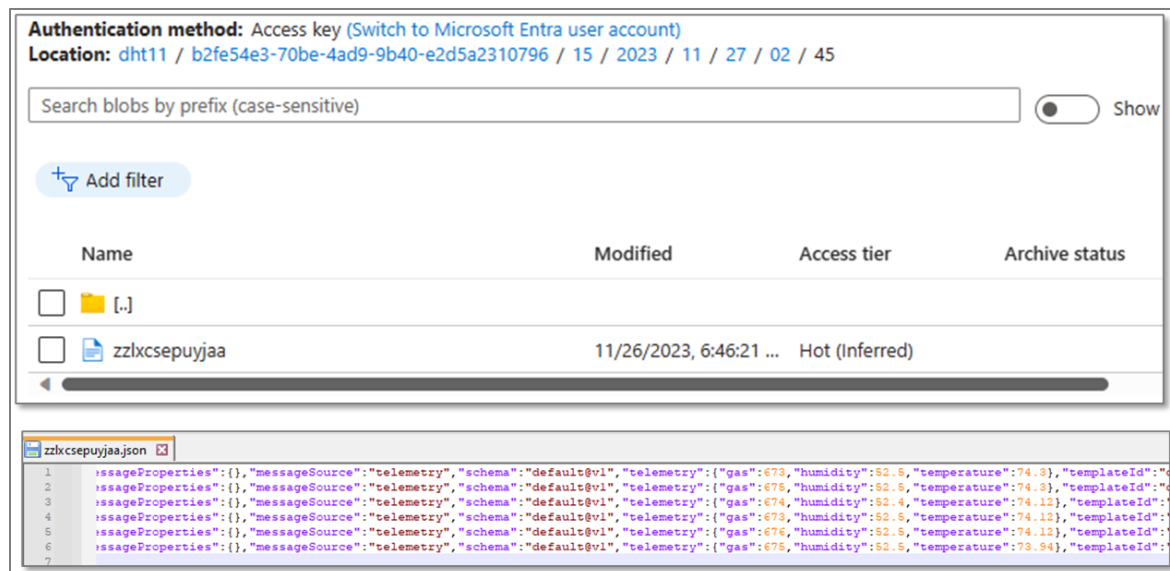 Authentication method: Access key (Switch to Microsoft Entra user account)
Location: dht11 / b2fe54e3-70be-4ad9-9b40-e2d5a2310796 / 15 / 2023 / 11 / 27 / 02 / 45
Search blobs by prefix (case-sensitive)
Show
Add filter
Name Modified Access tier Archive status
[..]
zzlxcsepuyjaa 11/26/2023, 6:46:21 ... Hot (Inferred)
zzlxcsepuyjaa.json
1 essageProperties":{},"messageSource":"telemetry","schema":"default@v1","telemetry":{"gas":673,"humidity":52.5,"temperature":74.3},"templateId":"
2 essageProperties":{},"messageSource":"telemetry","schema":"default@v1","telemetry":{"gas":675,"humidity":52.5,"temperature":74.3},"templateId":"
3 essageProperties":{},"messageSource":"telemetry","schema":"default@v1","telemetry":{"gas":674,"humidity":52.4,"temperature":74.12},"templateId":"
4 essageProperties":{},"messageSource":"telemetry","schema":"default@v1","telemetry":{"gas":673,"humidity":52.5,"temperature":74.12},"templateId":"
5 essageProperties":{},"messageSource":"telemetry","schema":"default@v1","telemetry":{"gas":676,"humidity":52.5,"temperature":74.12},"templateId":"
6 essageProperties":{},"messageSource":"telemetry","schema":"default@v1","telemetry":{"gas":675,"humidity":52.5,"temperature":73.94},"templateId":"
7